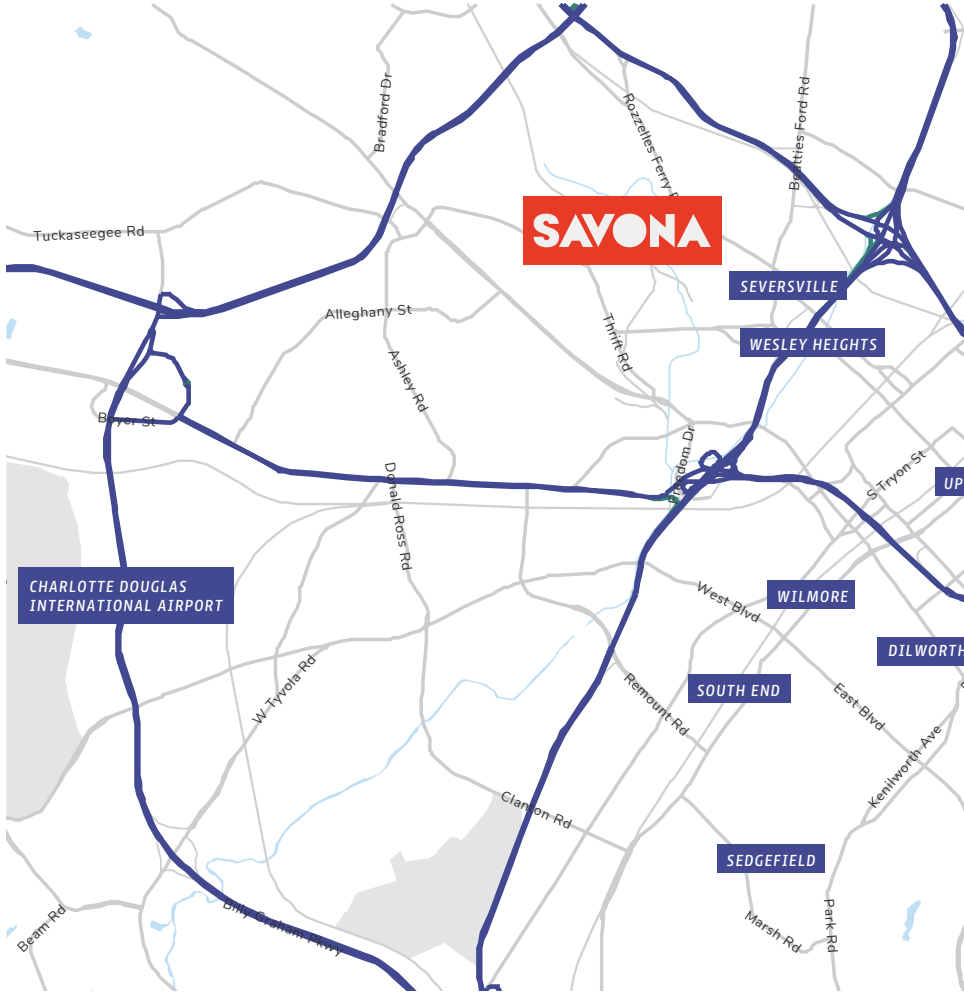 Bradford Dr
Rozzelles Ferry
Beatties Ford Rd
Tuckaseegee Rd
SAVONA
SEVERSVILLE
Alleghany St
Thrift Rd
WESLEY HEIGHTS
Ashley Rd
Boyer St
Freedom Dr
S Tryon St
UP
Donald Ross Rd
CHARLOTTE DOUGLAS
INTERNATIONAL AIRPORT
West Blvd
WILMORE
DILWORTH
W Tyvola Rd
Remount Rd
SOUTH END
East Blvd
Kenilworth Ave
Clanton Rd
SEDGEFIELD
Beam Rd
Billy Graham Pkwy
Marsh Rd
Park Rd